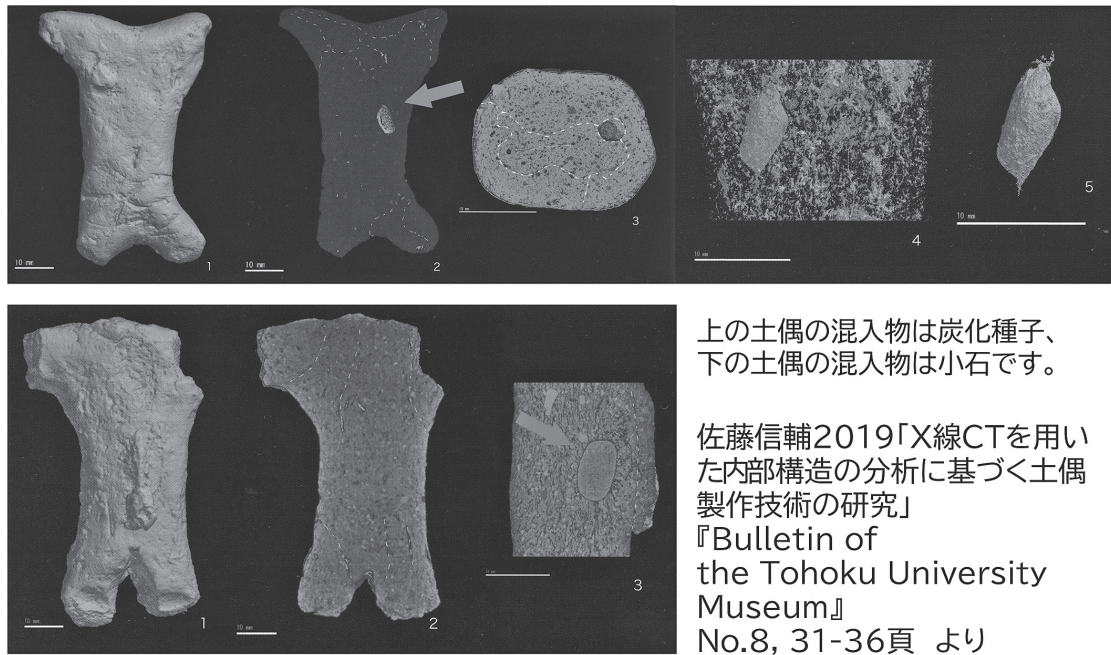 10 mm
1
10 mm
2
10 mm
3
10 mm
4
10 mm
5
上の土偶の混入物は炭化種子、
下の土偶の混入物は小石です。
佐藤信輔2019「X線CTを用い
た内部構造の分析に基づく土偶
製作技術の研究」
『Bulletin of
the Tohoku University
Museum』
No.8, 31-36頁 より
10 mm
1
10 mm
2
3